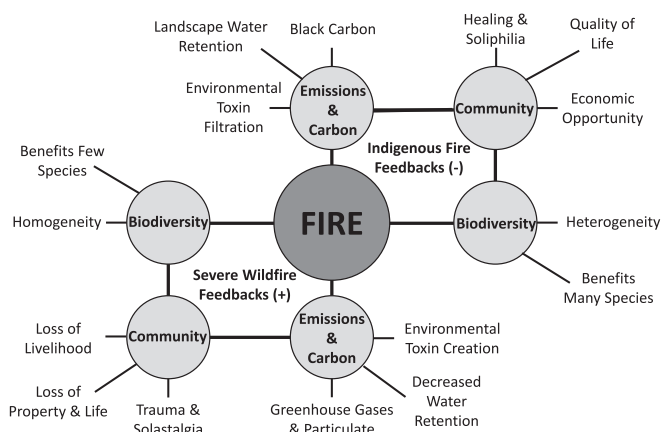 Landscape Water
Retention
Black Carbon
Healing &
Soliphilia
Quality of
Life
Environmental
Toxin
Filtration
Emissions
&
Carbon
Community
Economic
Opportunity
Indigenous Fire
Feedbacks (-)
Benefits Few
Species
Homogeneity
Biodiversity
FIRE
Biodiversity
Heterogeneity
Severe Wildfire
Feedbacks (+)
Benefits
Many Species
Loss of
Livelihood
Community
Emissions
&
Carbon
Environmental
Toxin Creation
Loss of
Property & Life
Trauma &
Solastalgia
Greenhouse Gases
& Particulate
Decreased
Water
Retention